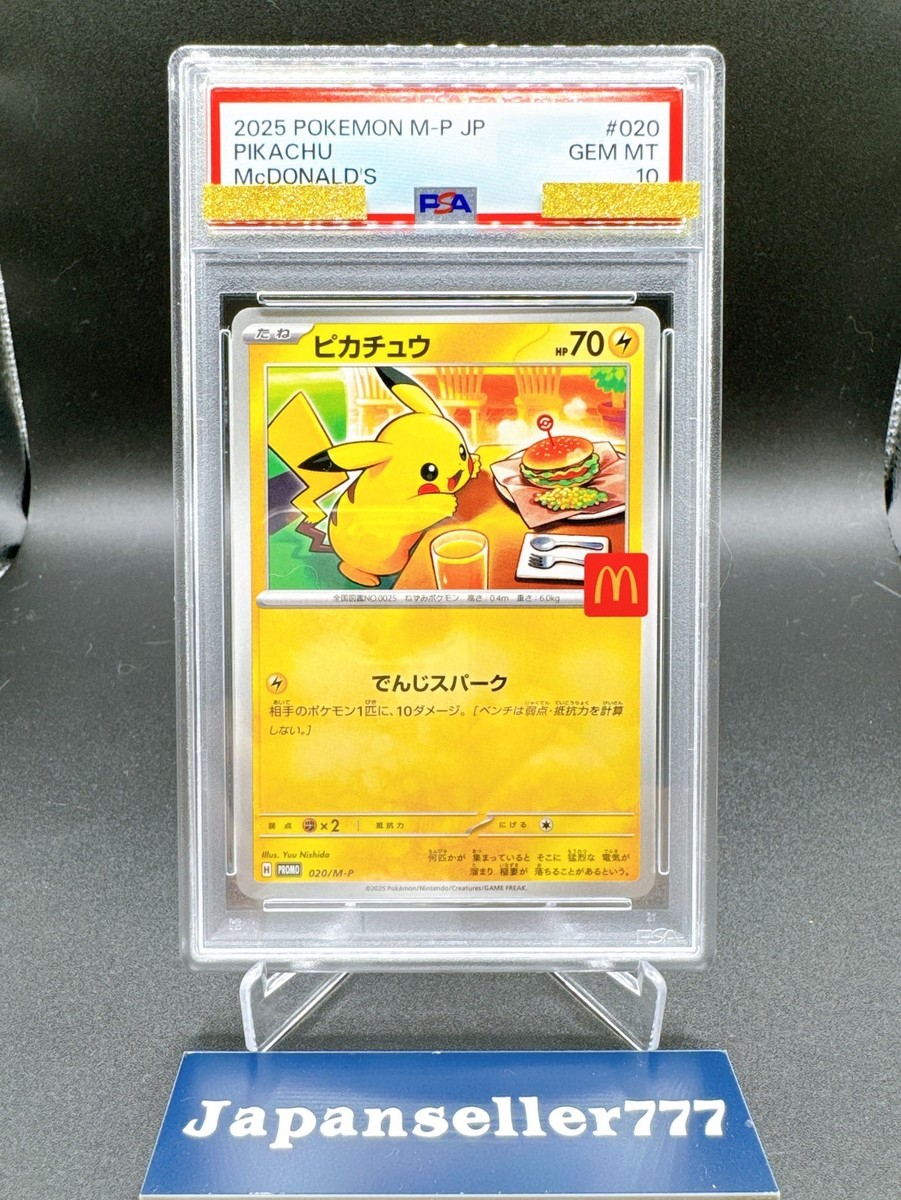 2025 POKEMON M-P JP #020
PIKACHU GEM MT
McDONALD'S 10
PSA
たね ピカチュウ HP70
全国図鑑NO.0025 ねずみポケモン 高さ:0.4m 重さ:6.0kg
でんじスパーク
相手のポケモン1匹に、10ダメージ。[ベンチは弱点・抵抗力を計算
しない。]
弱点 ×2 抵抗力 にげる
Illus. Yuu Nishida
何匹かが 集まっていると そこに 猛烈な 電気が
溜まり 稲妻が 落ちることがあるという。
H PROMO 020/M-P
©2025 Pokémon/Nintendo/Creatures/GAME FREAK.
PSA
Japanseller777